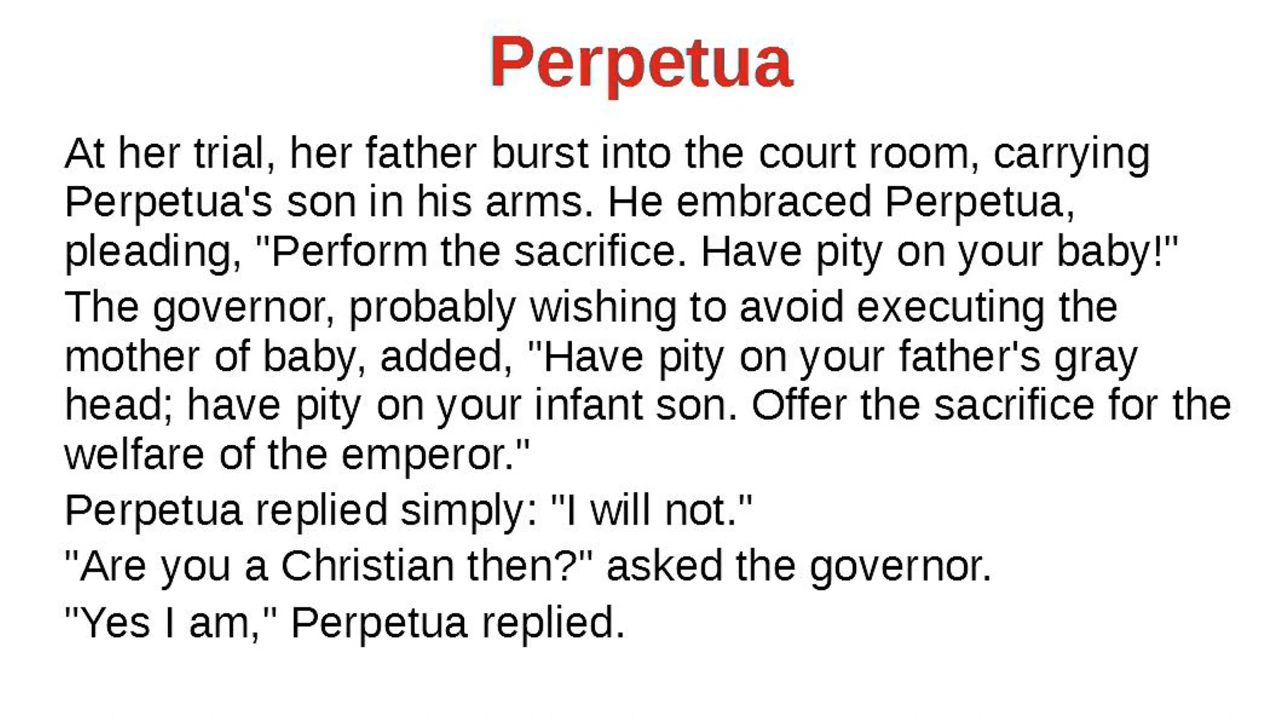 Perpetua
At her trial, her father burst into the court room, carrying
Perpetua's son in his arms. He embraced Perpetua,
pleading, "Perform the sacrifice. Have pity on your baby!"
The governor, probably wishing to avoid executing the
mother of baby, added, "Have pity on your father's gray
head; have pity on your infant son. Offer the sacrifice for the
welfare of the emperor."
Perpetua replied simply: "I will not."
"Are you a Christian then?" asked the governor.
"Yes I am," Perpetua replied.